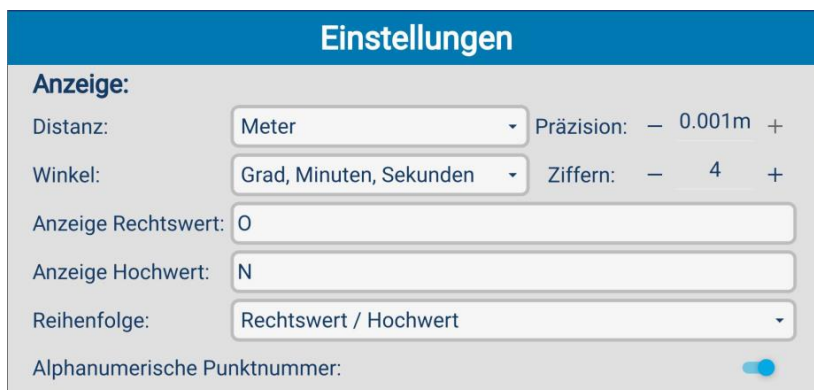 Einstellungen
Anzeige:
Distanz: Meter Präzision: − 0.001m +
Winkel: Grad, Minuten, Sekunden Ziffern: − 4 +
Anzeige Rechtswert: O
Anzeige Hochwert: N
Reihenfolge: Rechtswert / Hochwert
Alphanumerische Punktnummer: